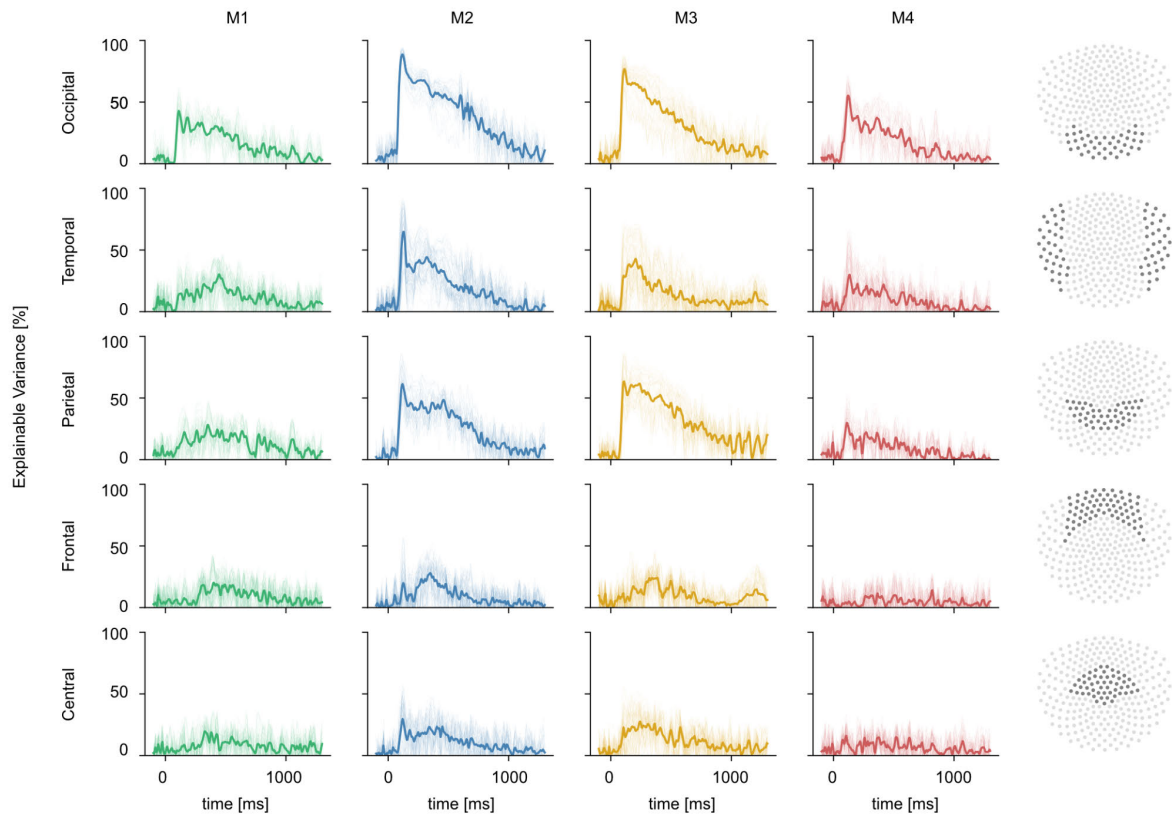 M1 M2 M3 M4
Explainable Variance [%]
Occipital
100
50
0
Temporal
100
50
0
Parietal
100
50
0
Frontal
100
50
0
Central
100
50
0
0 1000 0 1000 0 1000 0 1000
time [ms] time [ms] time [ms] time [ms]